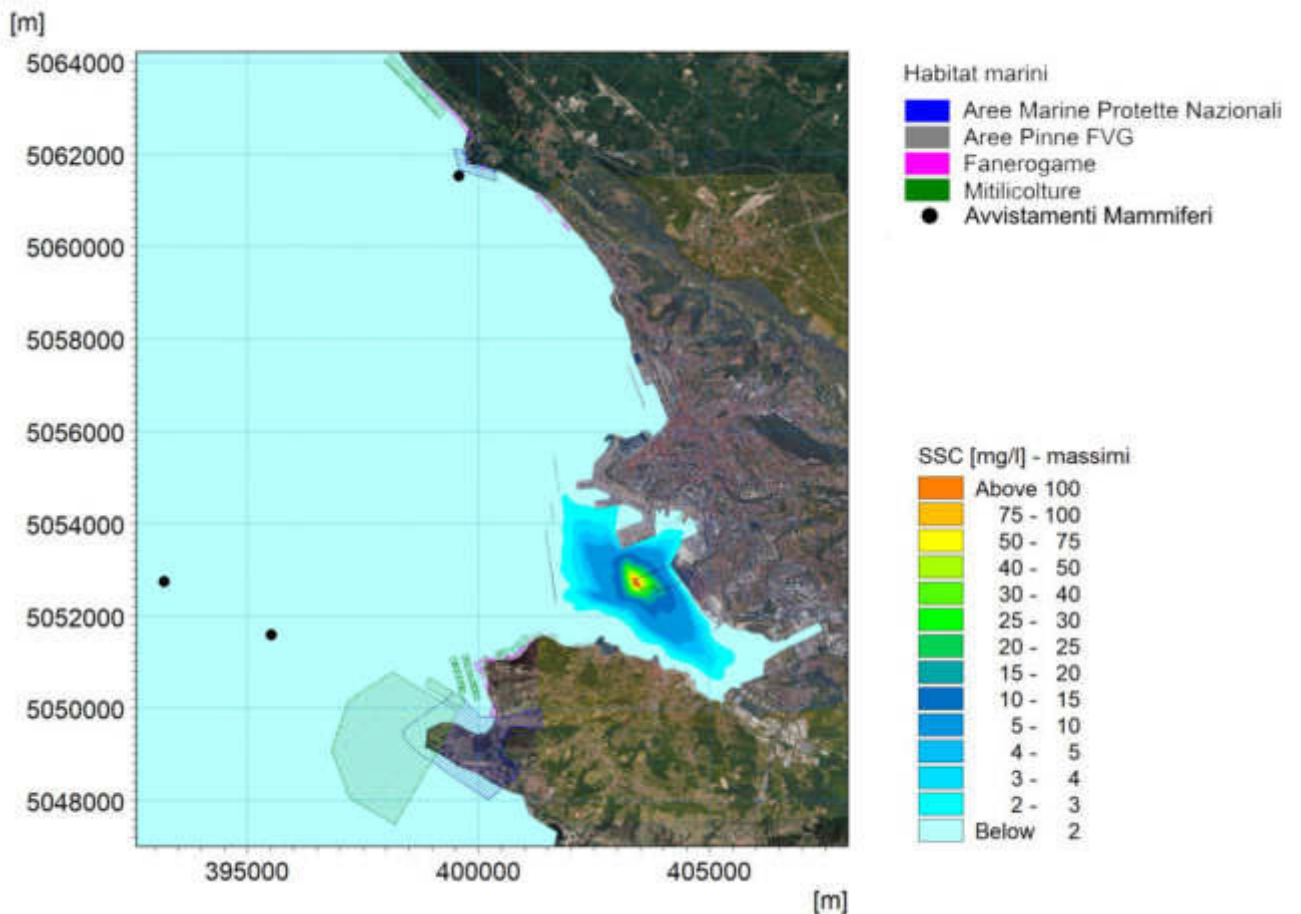 [m]
5064000
5062000
5060000
5058000
5056000
5054000
5052000
5050000
5048000
395000
400000
405000
[m]
Habitat marini
Aree Marine Protette Nazionali
Aree Pinne FVG
Fanerogame
Mitilicolture
Avvistamenti Mammiferi
SSC [mg/l] - massimi
Above 100
75 - 100
50 - 75
40 - 50
30 - 40
25 - 30
20 - 25
15 - 20
10 - 15
5 - 10
4 - 5
3 - 4
2 - 3
Below 2